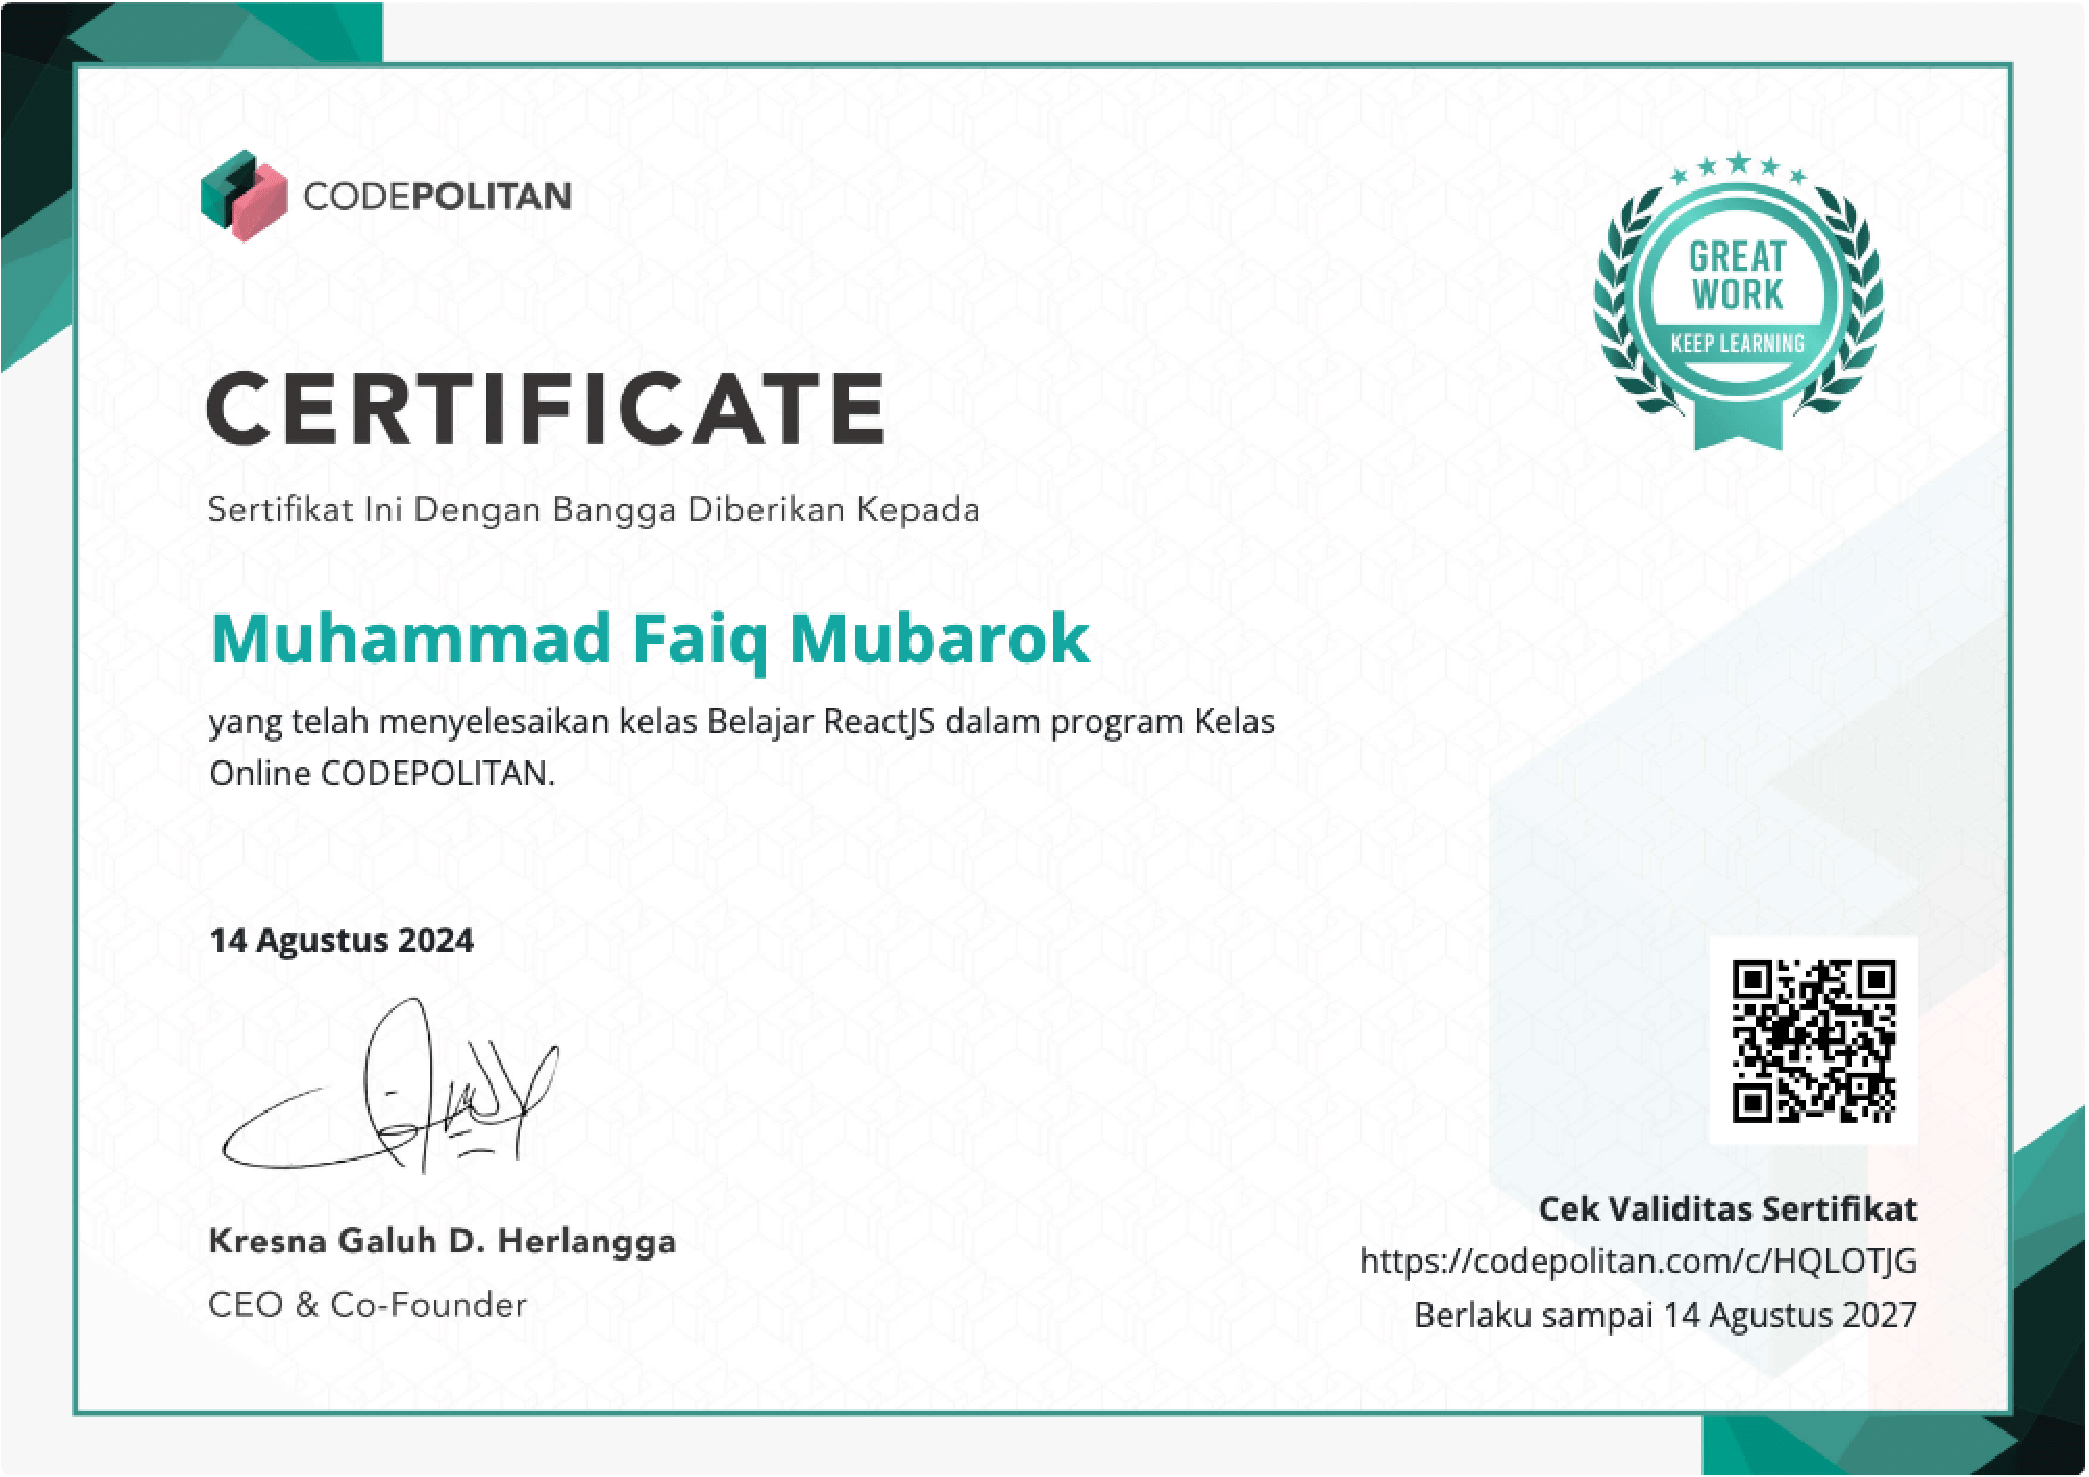 CODEPOLITAN
GREAT
WORK
KEEP LEARNING
CERTIFICATE
Sertifikat Ini Dengan Bangga Diberikan Kepada
Muhammad Faiq Mubarok
yang telah menyelesaikan kelas Belajar ReactJS dalam program Kelas
Online CODEPOLITAN.
14 Agustus 2024
Kresna Galuh D. Herlangga
CEO & Co-Founder
Cek Validitas Sertifikat
https://codepolitan.com/c/HQLOTJG
Berlaku sampai 14 Agustus 2027